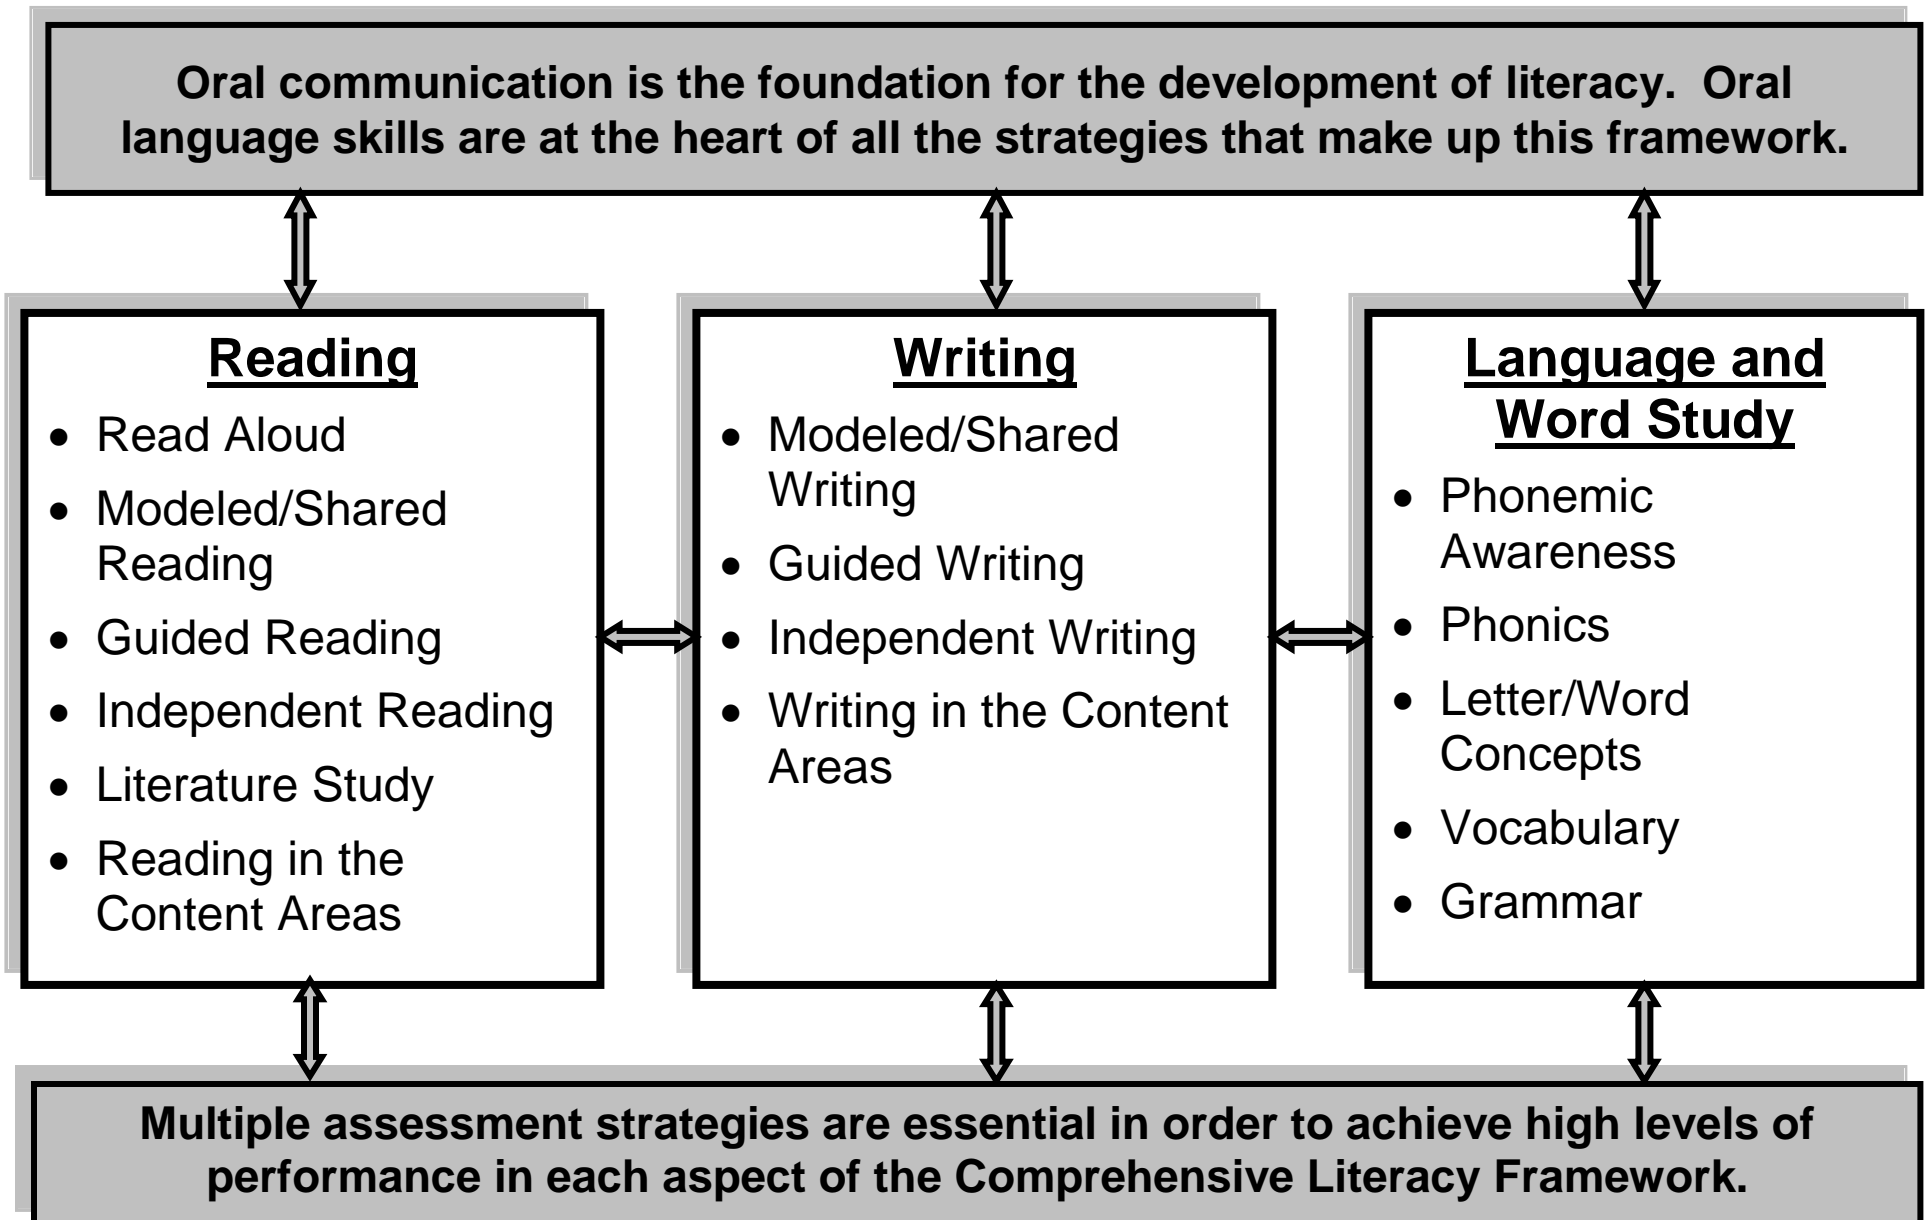 Oral communication is the foundation for the development of literacy.  Oral
language skills are at the heart of all the strategies that make up this framework.
Reading
• Read Aloud
• Modeled/Shared
Reading
• Guided Reading
• Independent Reading
• Literature Study
• Reading in the
Content Areas
Writing
• Modeled/Shared
Writing
• Guided Writing
• Independent Writing
• Writing in the Content
Areas
Language and
Word Study
• Phonemic
Awareness
• Phonics
• Letter/Word
Concepts
• Vocabulary
• Grammar
Multiple assessment strategies are essential in order to achieve high levels of
performance in each aspect of the Comprehensive Literacy Framework.